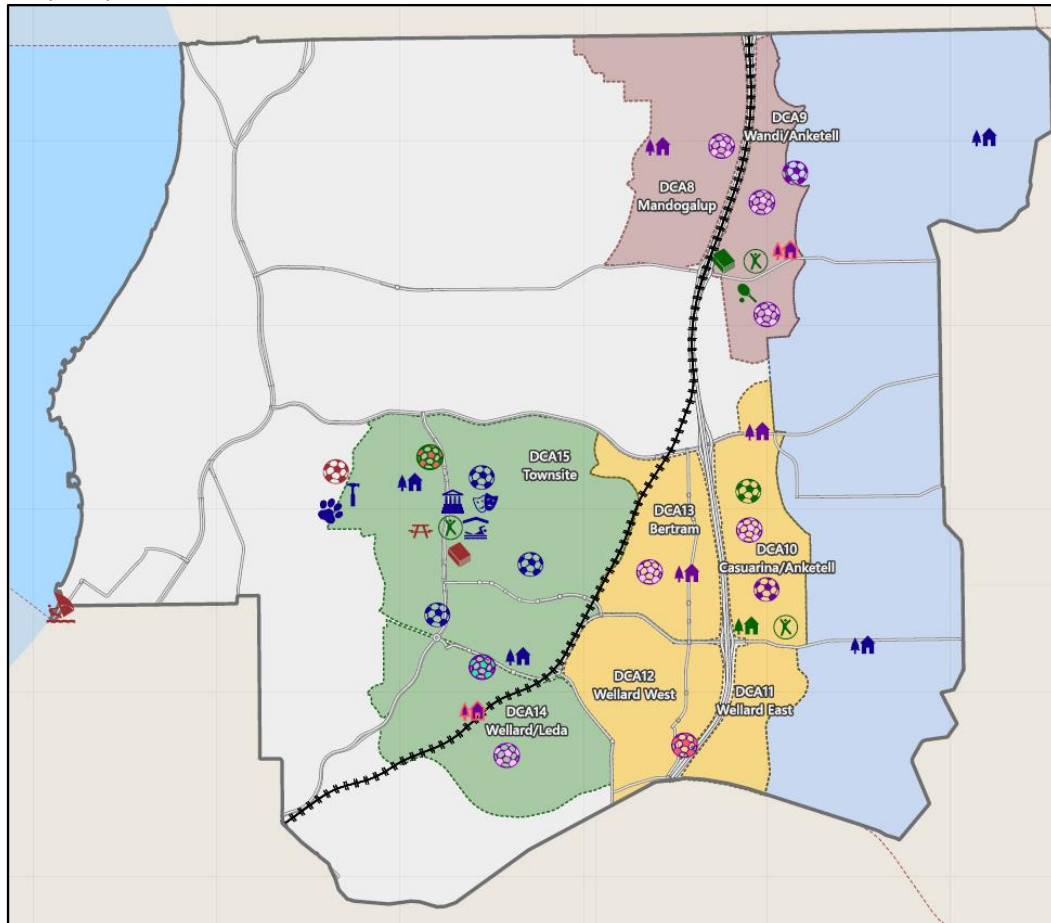 DCA9
Wandi/Anketell
DCA8
Mandogalup
DCA15
Townsite
DCA13
Bertram
DCA10
Casuarina/Anketell
DCA12
Wellard West
DCA11
Wellard East
DCA14
Wellard/Leda